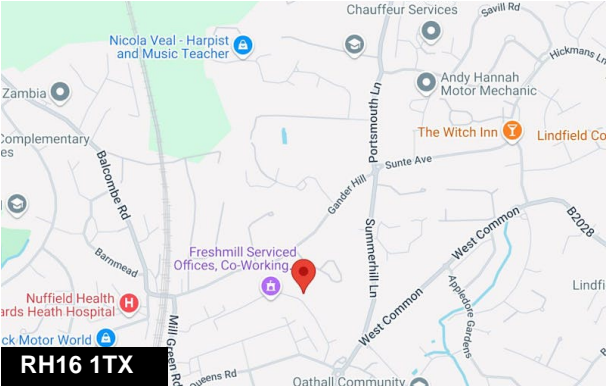 Chauffeur Services
Savill Rd
Nicola Veal - Harpist
and Music Teacher
Hickmans Ln
Zambia
Andy Hannah
Motor Mechanic
Portsmouth Ln
The Witch Inn
Lindfield Co
Complementary
es
Balcombe Rd
Sunte Ave
Gander Hill
B2028
West Common
Summerhill Ln
Barnmead
Freshmill Serviced
Offices, Co-Working...
Nuffield Health
ards Heath Hospital
Mill Green Rd
Appledore Gardens
Lindfi
West Common
ck Motor World
RH16 1TX
Queens Rd
Oathall Community